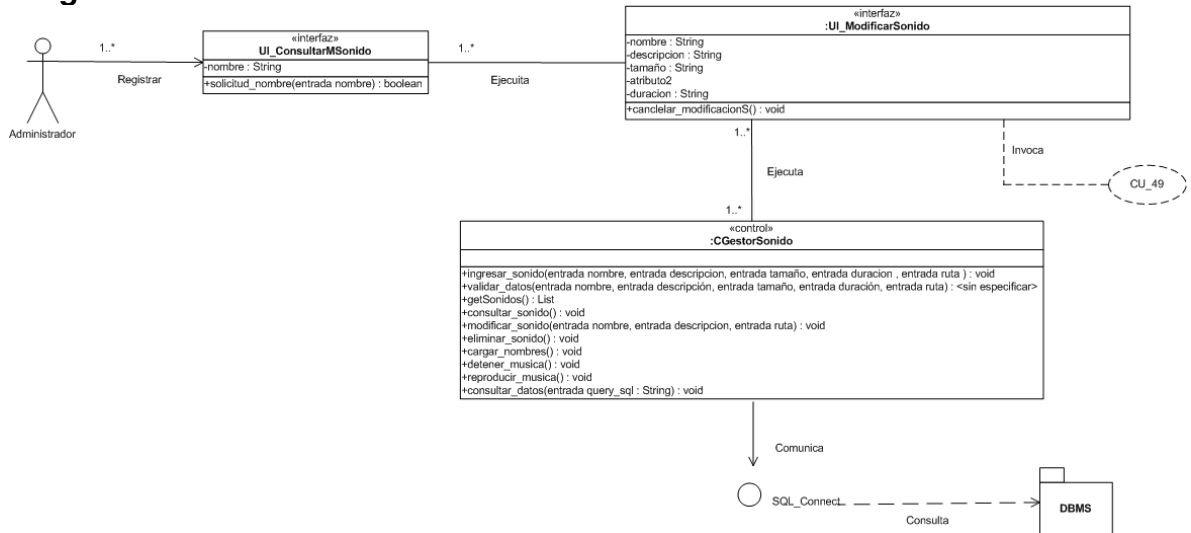 1..*
Registrar
Administrador
«interfaz»
UI_ConsultarMSonido
-nombre : String
+solicitud_nombre(entrada nombre) : boolean
1..*
Ejecuita
«interfaz»
:UI_ModificarSonido
-nombre : String
-descripcion : String
-tamaño : String
-atributo2
-duracion : String
+canclelar_modificacionS() : void
1..*
Ejecuta
1..*
Invoca
CU_49
«control»
:CGestorSonido
+ingresar_sonido(entrada nombre, entrada descripcion, entrada tamaño, entrada duracion , entrada ruta ) : void
+validar_datos(entrada nombre, entrada descripción, entrada tamaño, entrada duración, entrada ruta) : <sin especificar>
+getSonidos() : List
+consultar_sonido() : void
+modificar_sonido(entrada nombre, entrada descripcion, entrada ruta) : void
+eliminar_sonido() : void
+cargar_nombres() : void
+detener_musica() : void
+reproducir_musica() : void
+consultar_datos(entrada query_sql : String) : void
Comunica
SQL_Connect
Consulta
DBMS